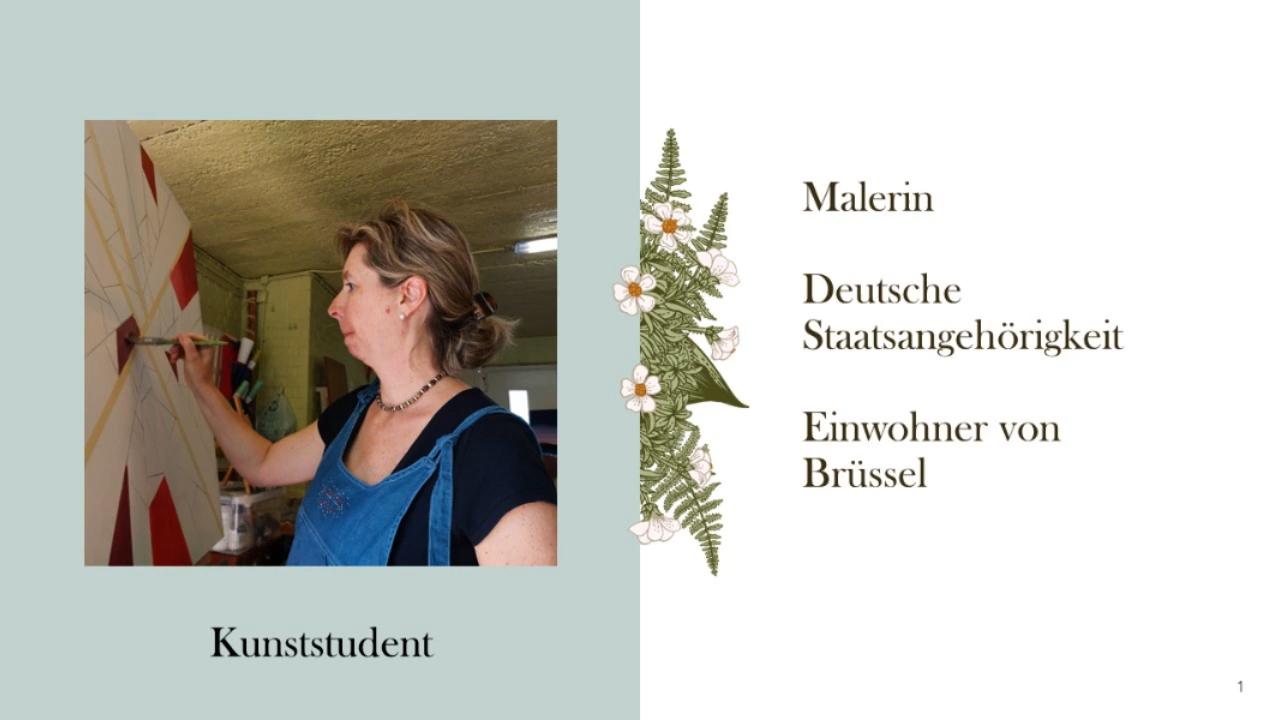 Kunststudent
Malerin
Deutsche
Staatsangehörigkeit
Einwohner von
Brüssel
1